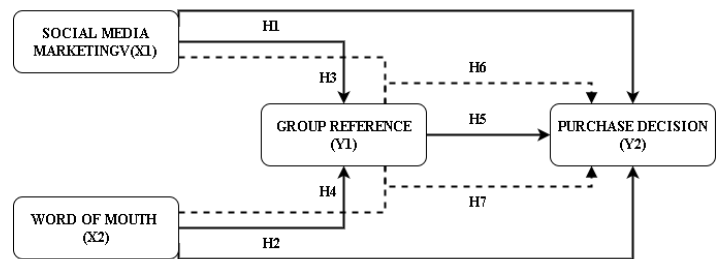 SOCIAL MEDIA
MARKETINGV(X1)
H1
H3
H6
GROUP REFERENCE
(Y1)
H5
PURCHASE DECISION
(Y2)
H4
H7
WORD OF MOUTH
(X2)
H2